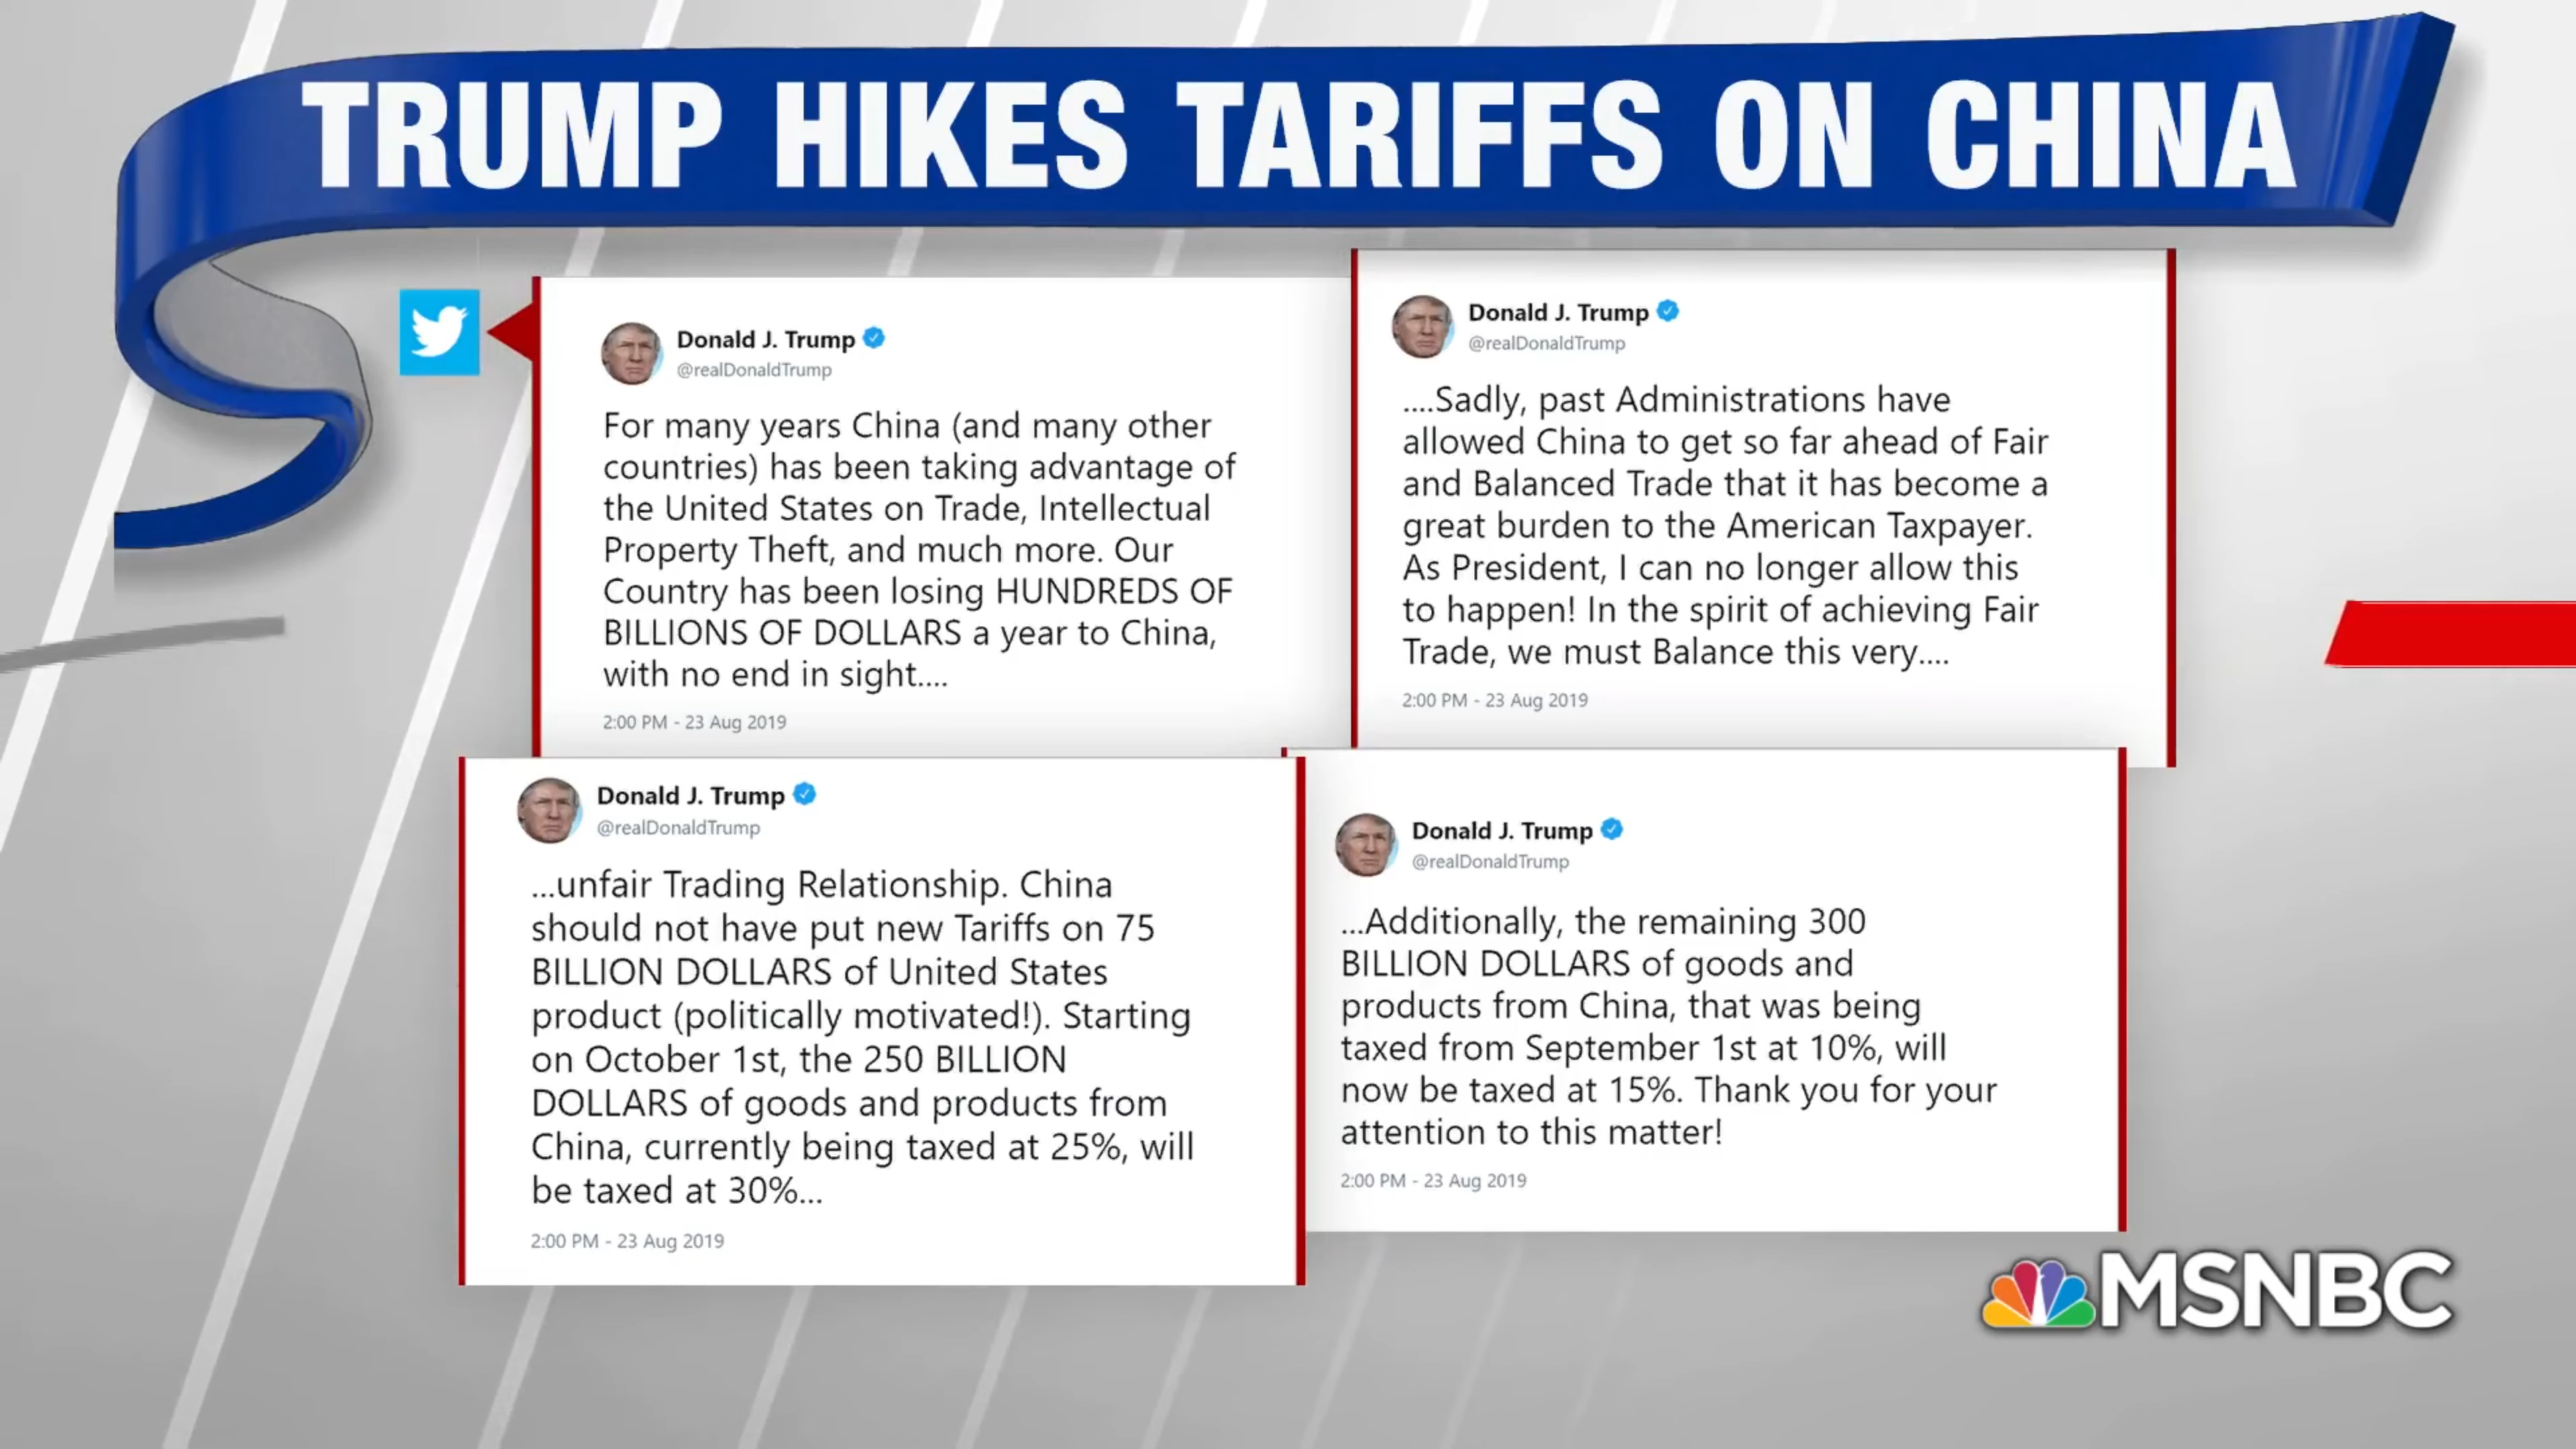 TRUMP HIKES TARIFFS ON CHINA
Donald J. Trump
@realDonaldTrump
For many years China (and many other
countries) has been taking advantage of
the United States on Trade, Intellectual
Property Theft, and much more. Our
Country has been losing HUNDREDS OF
BILLIONS OF DOLLARS a year to China,
with no end in sight....
2:00 PM - 23 Aug 2019
Donald J. Trump
@realDonaldTrump
....Sadly, past Administrations have
allowed China to get so far ahead of Fair
and Balanced Trade that it has become a
great burden to the American Taxpayer.
As President, I can no longer allow this
to happen! In the spirit of achieving Fair
Trade, we must Balance this very....
2:00 PM - 23 Aug 2019
Donald J. Trump
@realDonaldTrump
...unfair Trading Relationship. China
should not have put new Tariffs on 75
BILLION DOLLARS of United States
product (politically motivated!). Starting
on October 1st, the 250 BILLION
DOLLARS of goods and products from
China, currently being taxed at 25%, will
be taxed at 30%...
2:00 PM - 23 Aug 2019
Donald J. Trump
@realDonaldTrump
...Additionally, the remaining 300
BILLION DOLLARS of goods and
products from China, that was being
taxed from September 1st at 10%, will
now be taxed at 15%. Thank you for your
attention to this matter!
2:00 PM - 23 Aug 2019
MSNBC